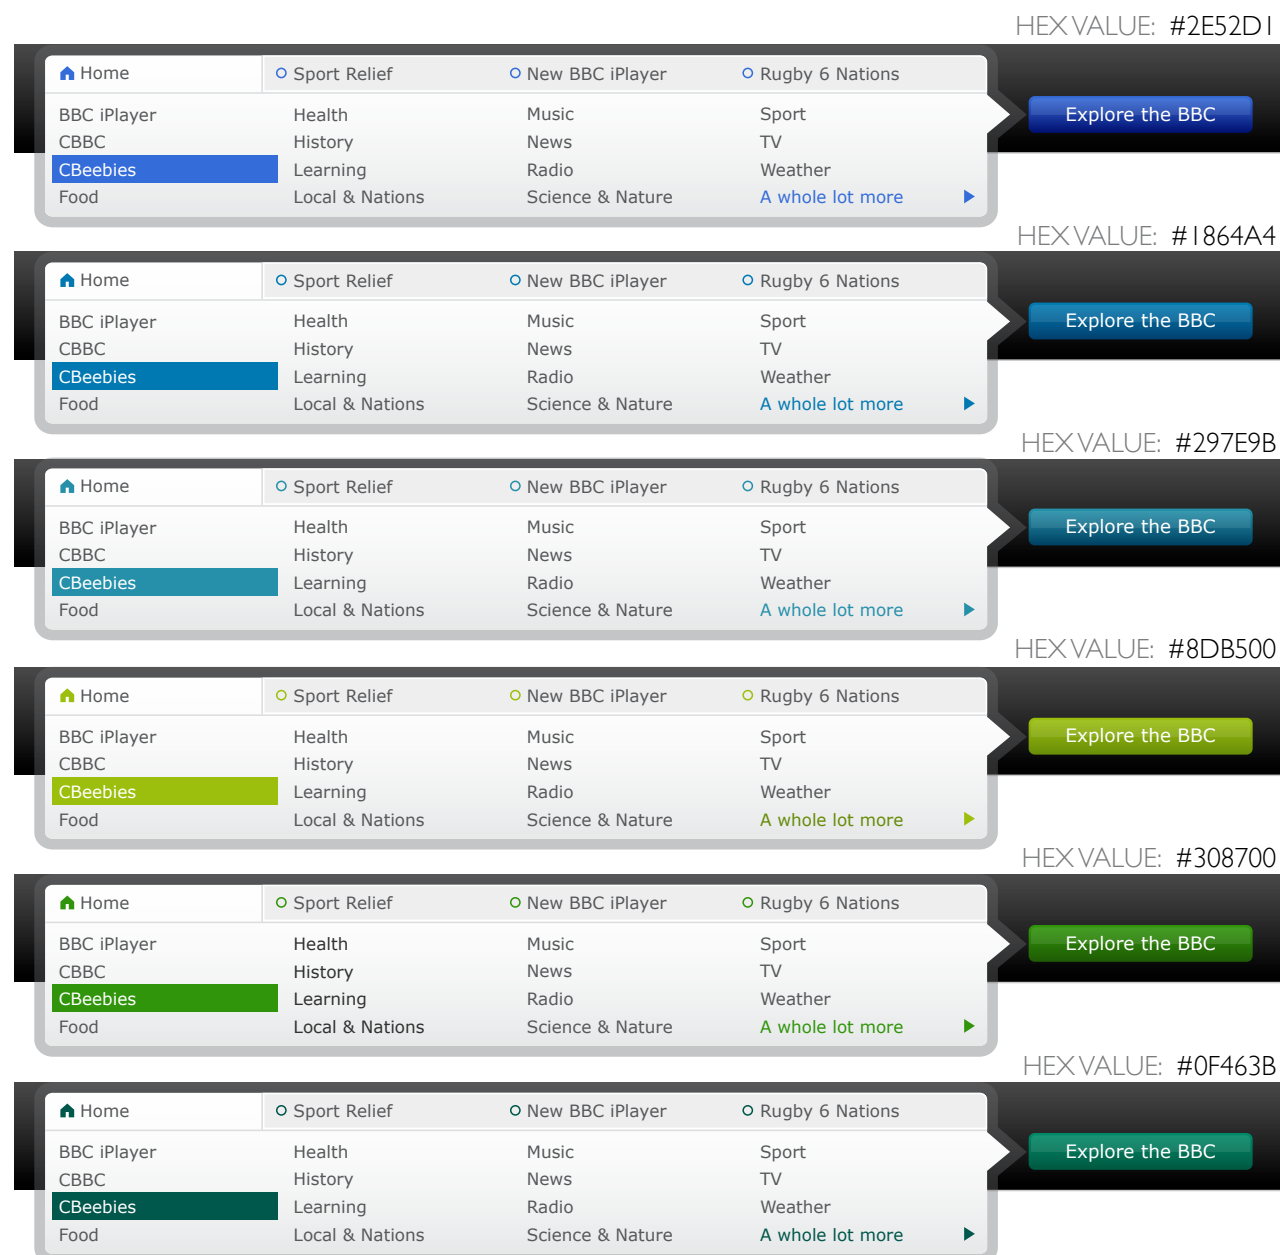 HEX VALUE: #2E52D1
Home Sport Relief New BBC iPlayer Rugby 6 Nations
BBC iPlayer Health Music Sport Explore the BBC
CBBC History News TV
CBeebies Learning Radio Weather
Food Local & Nations Science & Nature A whole lot more
HEX VALUE: #1864A4
Home Sport Relief New BBC iPlayer Rugby 6 Nations
BBC iPlayer Health Music Sport Explore the BBC
CBBC History News TV
CBeebies Learning Radio Weather
Food Local & Nations Science & Nature A whole lot more
HEX VALUE: #297E9B
Home Sport Relief New BBC iPlayer Rugby 6 Nations
BBC iPlayer Health Music Sport Explore the BBC
CBBC History News TV
CBeebies Learning Radio Weather
Food Local & Nations Science & Nature A whole lot more
HEX VALUE: #8DB500
Home Sport Relief New BBC iPlayer Rugby 6 Nations
BBC iPlayer Health Music Sport Explore the BBC
CBBC History News TV
CBeebies Learning Radio Weather
Food Local & Nations Science & Nature A whole lot more
HEX VALUE: #308700
Home Sport Relief New BBC iPlayer Rugby 6 Nations
BBC iPlayer Health Music Sport Explore the BBC
CBBC History News TV
CBeebies Learning Radio Weather
Food Local & Nations Science & Nature A whole lot more
HEX VALUE: #0F463B
Home Sport Relief New BBC iPlayer Rugby 6 Nations
BBC iPlayer Health Music Sport Explore the BBC
CBBC History News TV
CBeebies Learning Radio Weather
Food Local & Nations Science & Nature A whole lot more